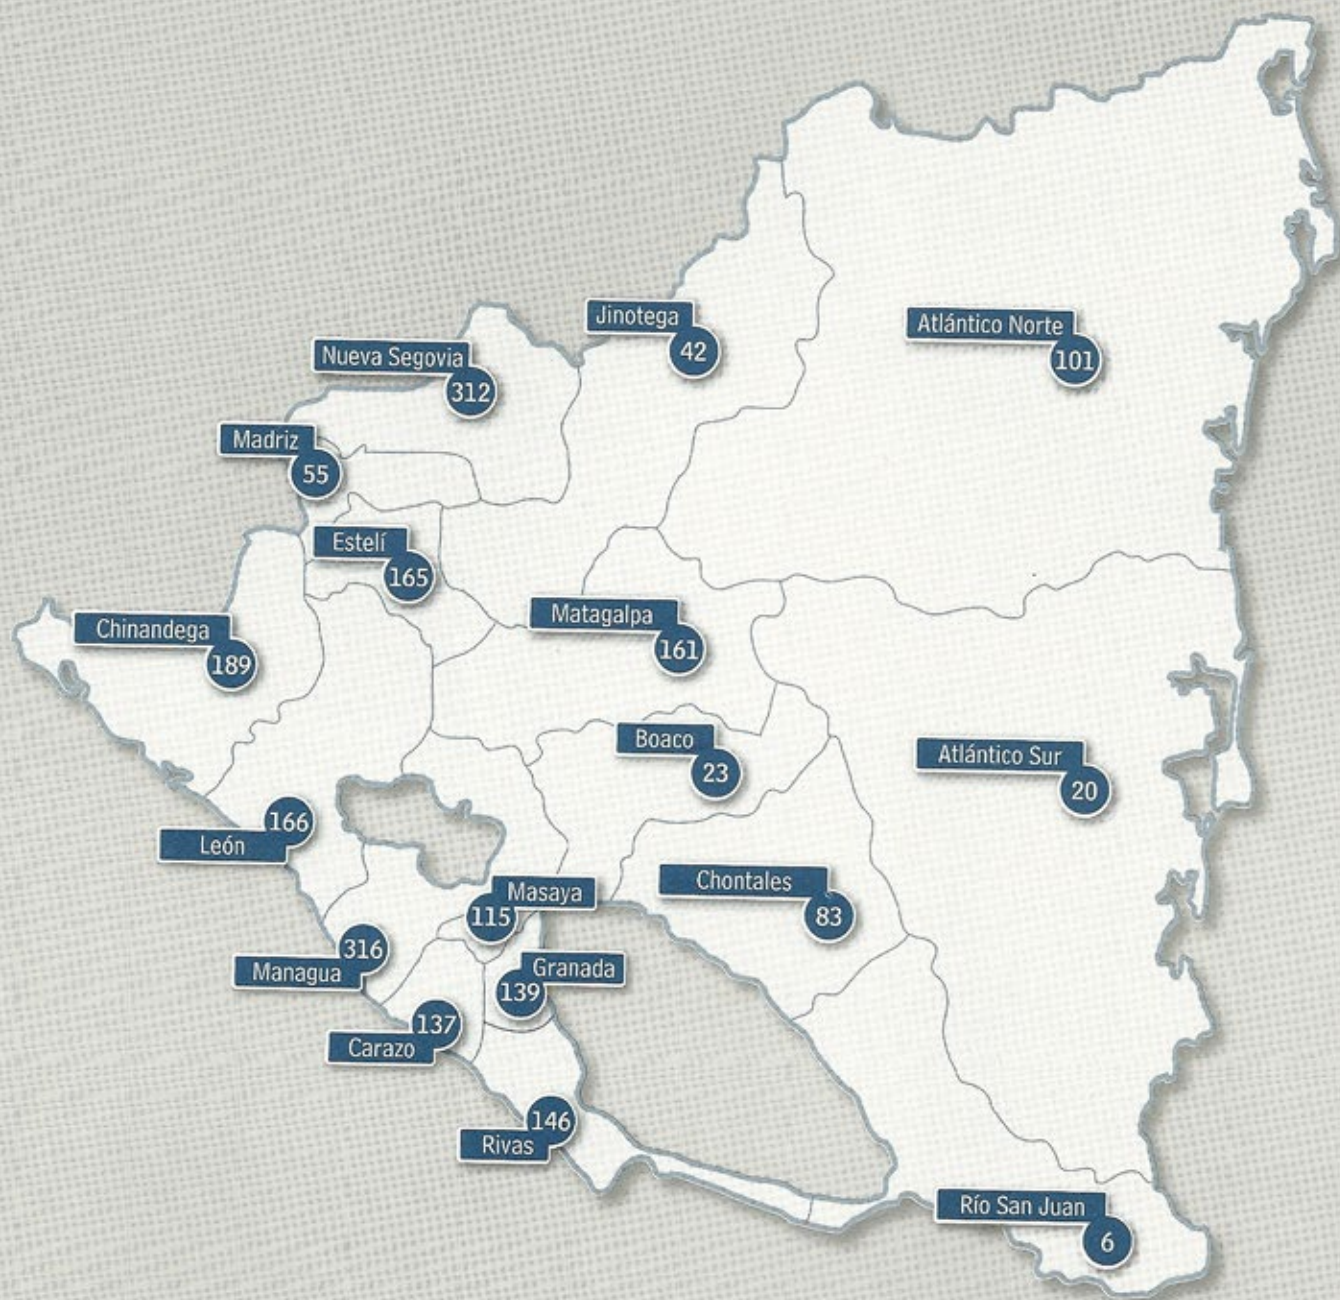 Jinotega
42
Atlántico Norte
101
Nueva Segovia
312
Madriz
55
Estelí
165
Matagalpa
161
Chinandega
189
Boaco
23
Atlántico Sur
20
166
León
Chontales
83
Masaya
115
316
Managua
Granada
139
137
Carazo
146
Rivas
Río San Juan
6